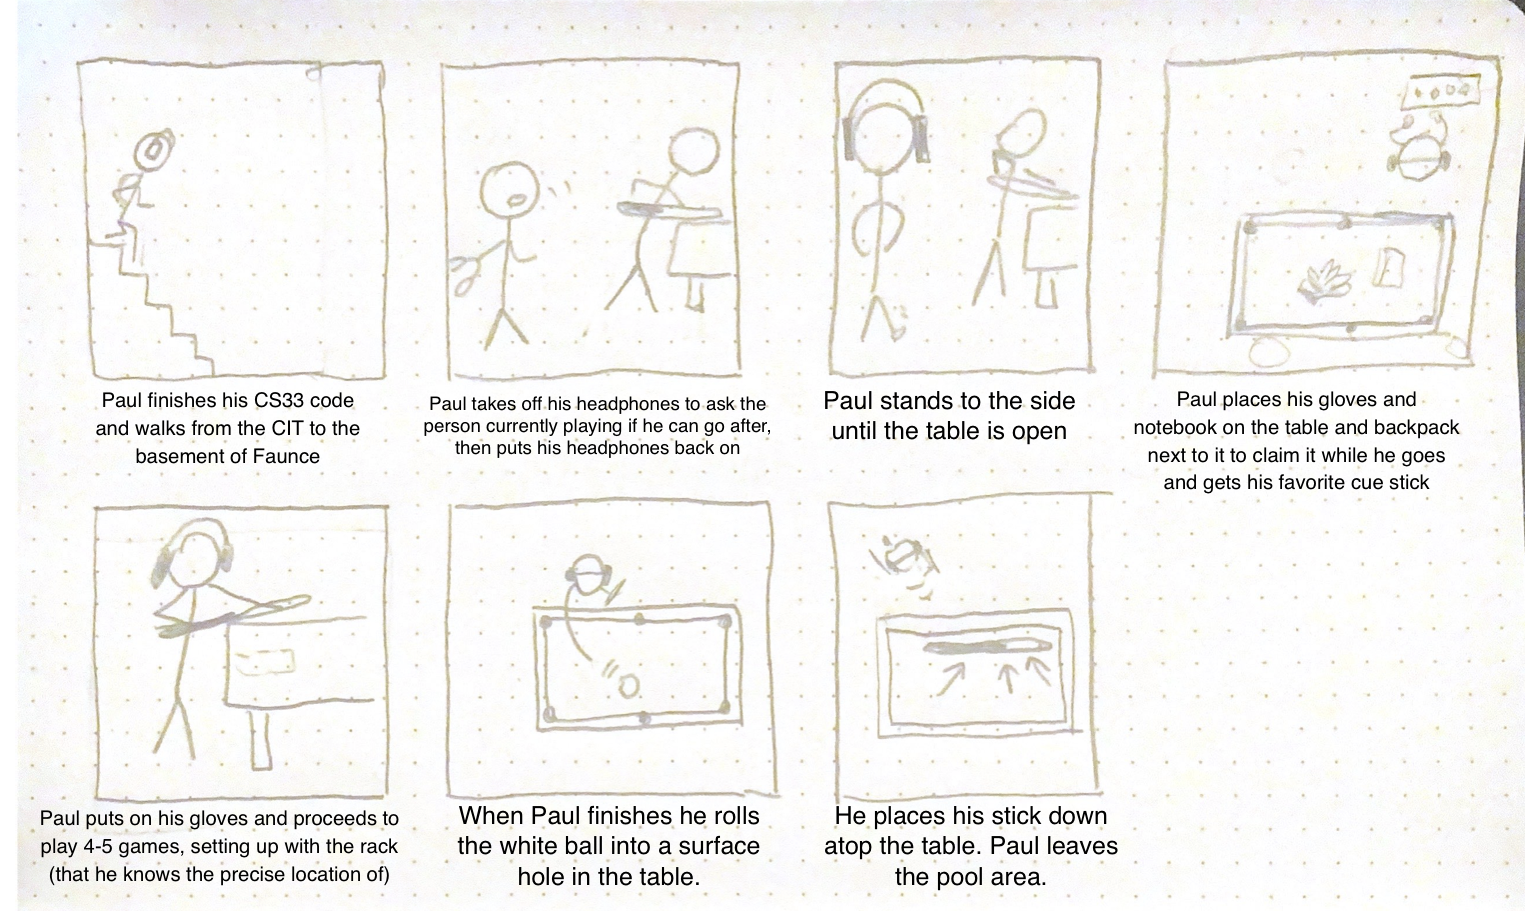 Paul finishes his CS33 code
and walks from the CIT to the
basement of Faunce
Paul takes off his headphones to ask the
person currently playing if he can go after,
then puts his headphones back on
Paul stands to the side
until the table is open
Paul places his gloves and
notebook on the table and backpack
next to it to claim it while he goes
and gets his favorite cue stick
Paul puts on his gloves and proceeds to
play 4-5 games, setting up with the rack
(that he knows the precise location of)
When Paul finishes he rolls
the white ball into a surface
hole in the table.
He places his stick down
atop the table. Paul leaves
the pool area.